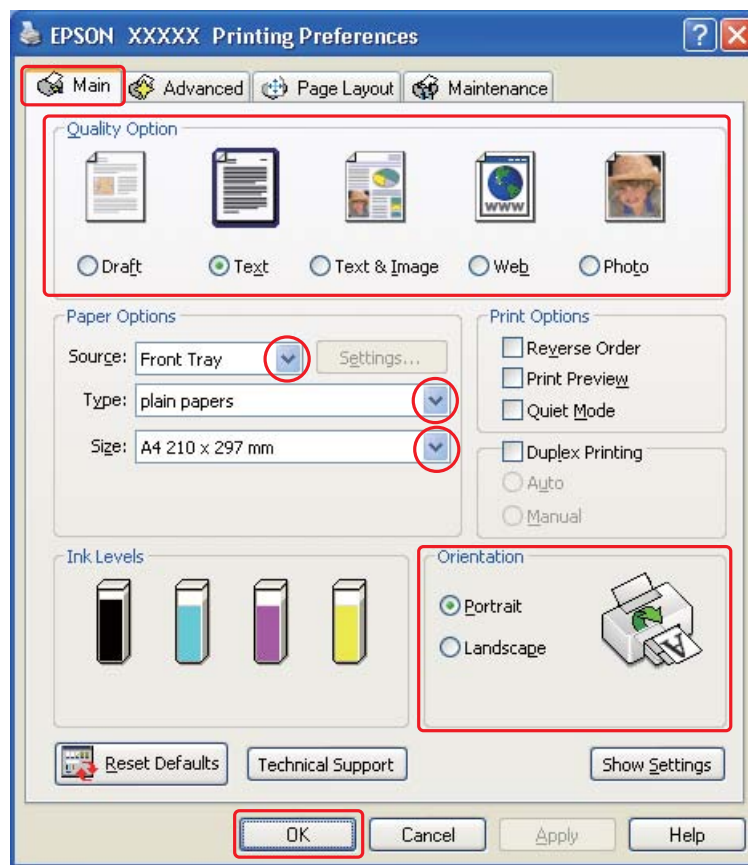 EPSON XXXXX Printing Preferences
Main Advanced Page Layout Maintenance
Quality Option
www
Draft Text Text & Image Web Photo
Paper Options
Source: Front Tray Settings...
Type: plain papers
Size: A4 210 x 297 mm
Print Options
Reverse Order
Print Preview
Quiet Mode
Duplex Printing
Auto
Manual
Ink Levels
Orientation
Portrait
Landscape
A
Reset Defaults Technical Support Show Settings
OK Cancel Apply Help